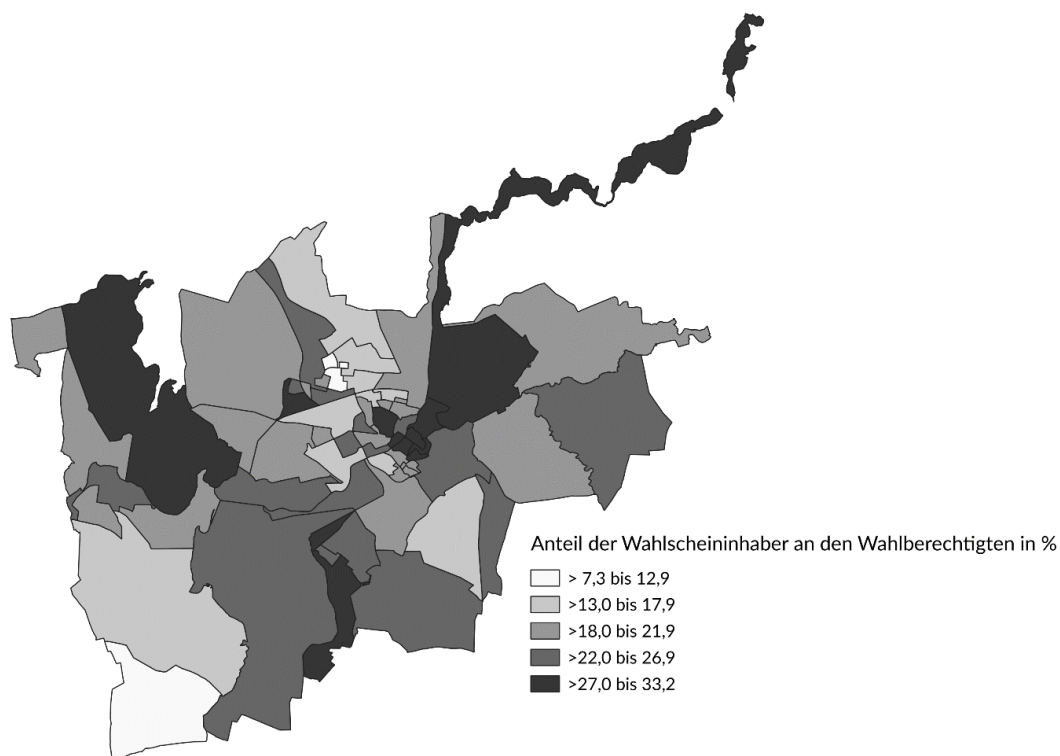 Anteil der Wahlscheininhaber an den Wahlberechtigten in %
> 7,3 bis 12,9
>13,0 bis 17,9
>18,0 bis 21,9
>22,0 bis 26,9
>27,0 bis 33,2